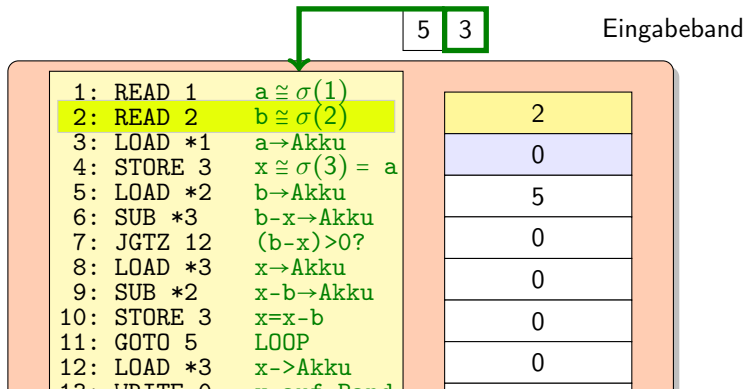 5 3 Eingabeband
1: READ 1 a ≅ σ(1)
2: READ 2 b ≅ σ(2)
3: LOAD *1 a→Akku
4: STORE 3 x ≅ σ(3) = a
5: LOAD *2 b→Akku
6: SUB *3 b-x→Akku
7: JGTZ 12 (b-x)>0?
8: LOAD *3 x→Akku
9: SUB *2 x-b→Akku
10: STORE 3 x=x-b
11: GOTO 5 LOOP
12: LOAD *3 x->Akku
2
0
5
0
0
0
0